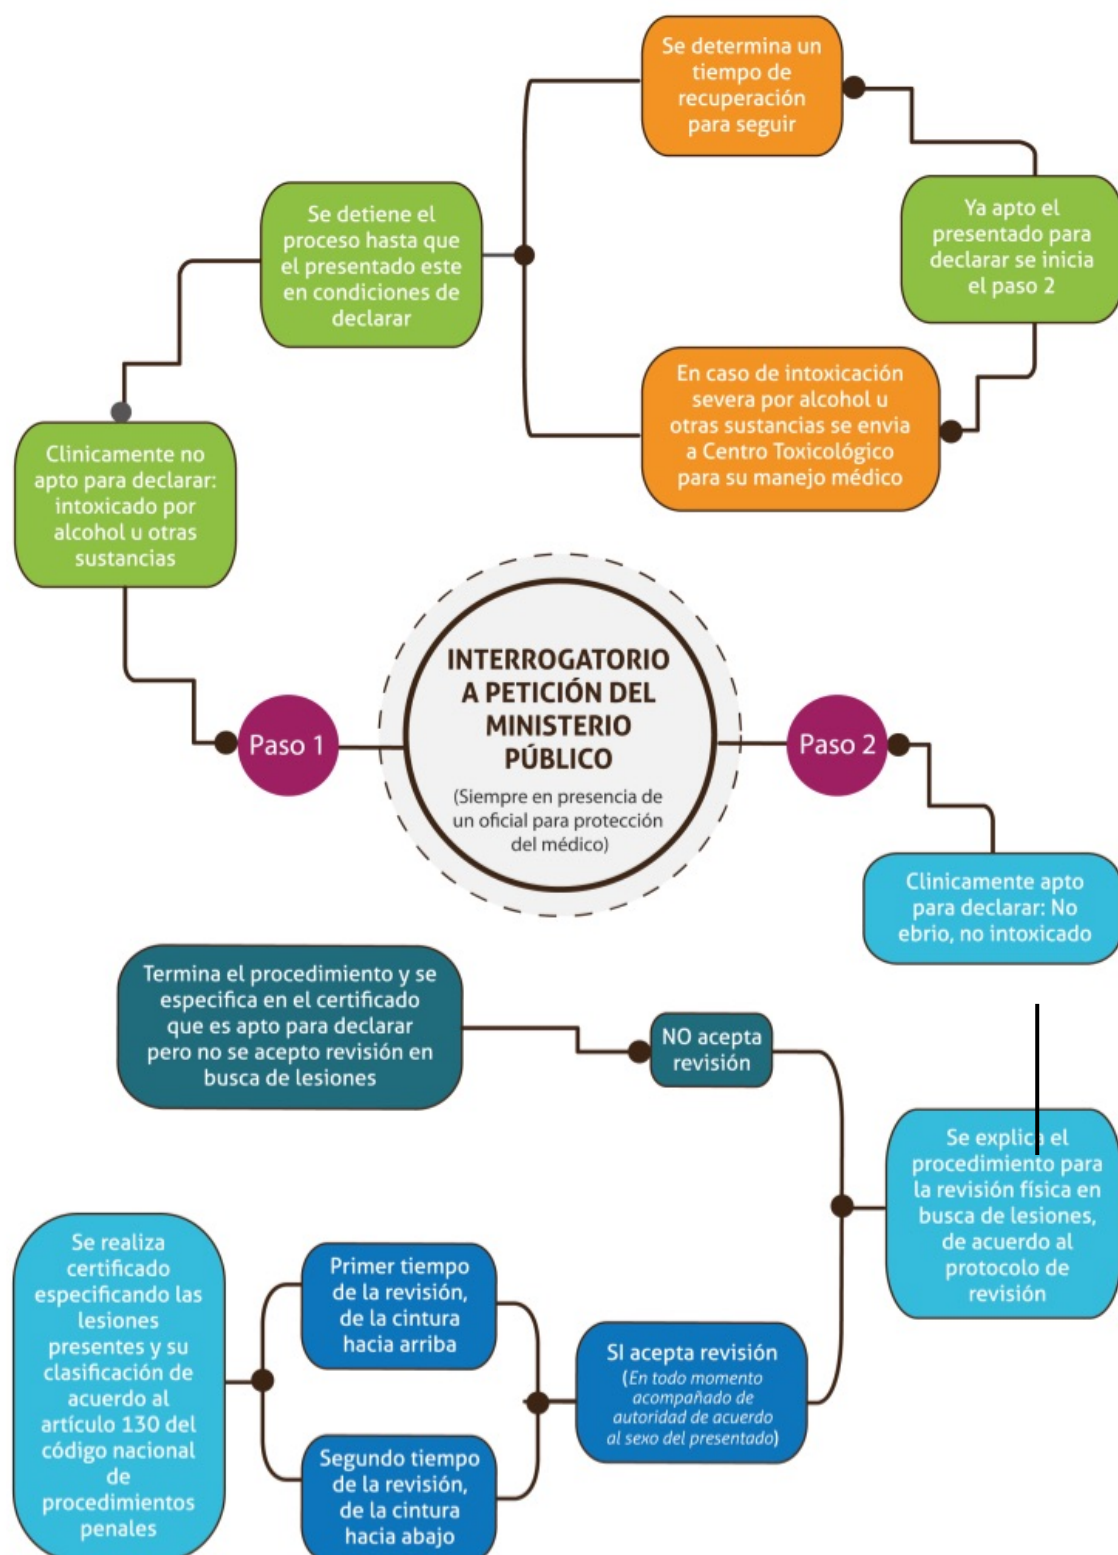 Se determina un
tiempo de
recuperación
para seguir
Se detiene el
proceso hasta que
el presentado este
en condiciones de
declarar
Ya apto el
presentado para
declarar se inicia
el paso 2
En caso de intoxicación
severa por alcohol u
otras sustancias se envia
a Centro Toxicológico
para su manejo médico
Clinicamente no
apto para declarar:
intoxicado por
alcohol u otras
sustancias
INTERROGATORIO
A PETICIÓN DEL
MINISTERIO
PÚBLICO
(Siempre en presencia de
un oficial para protección
del médico)
Paso 1
Paso 2
Clinicamente apto
para declarar: No
ebrio, no intoxicado
Termina el procedimiento y se
especifica en el certificado
que es apto para declarar
pero no se acepto revisión en
busca de lesiones
NO acepta
revisión
Se explica el
procedimiento para
la revisión física en
busca de lesiones,
de acuerdo al
protocolo de
revisión
Se realiza
certificado
especificando las
lesiones
presentes y su
clasificación de
acuerdo al
artículo 130 del
código nacional
de
procedimientos
penales
Primer tiempo
de la revisión,
de la cintura
hacia arriba
SI acepta revisión
(En todo momento
acompañado de
autoridad de acuerdo
al sexo del presentado)
Segundo tiempo
de la revisión,
de la cintura
hacia abajo